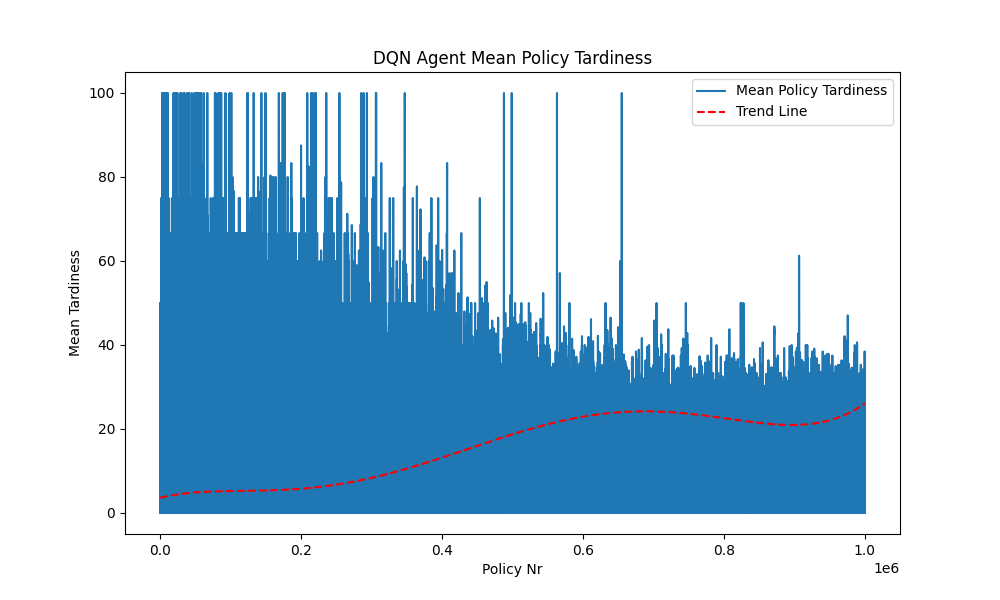 DQN Agent Mean Policy Tardiness
Mean Policy Tardiness
Trend Line
Mean Tardiness
100
80
60
40
20
0
0.0 0.2 0.4 0.6 0.8 1.0
1e6
Policy Nr